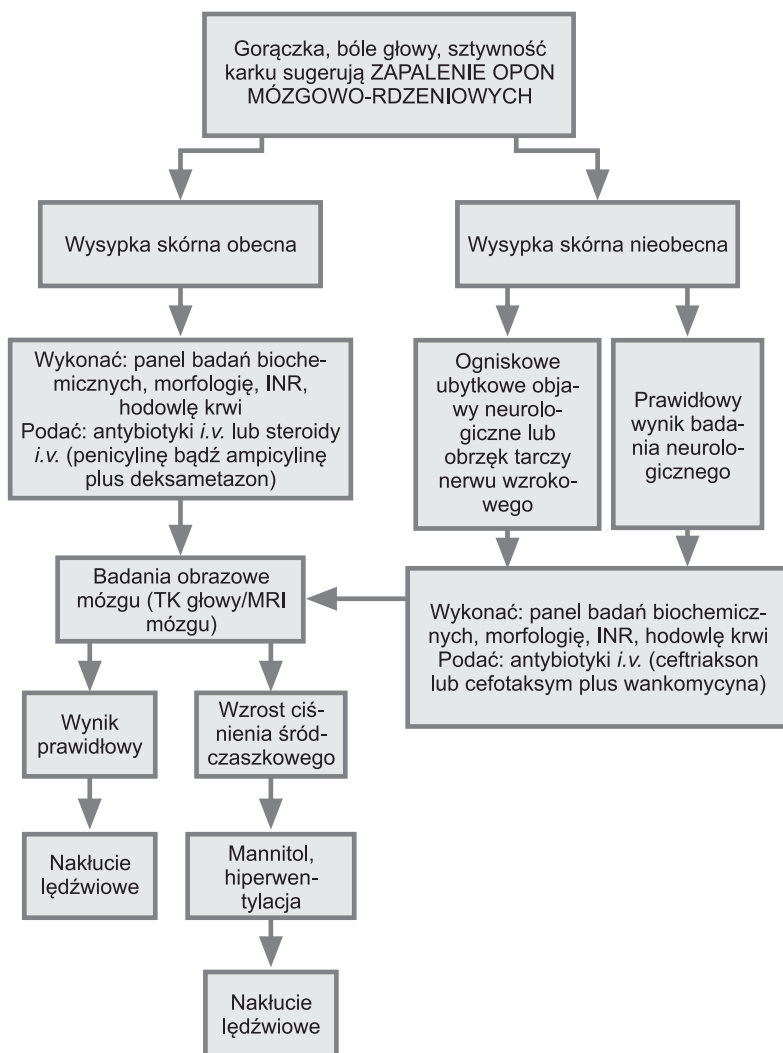 Gorączka, bóle głowy, sztywność
karku sugerują ZAPALENIE OPON
MÓZGOWO-RDZENIOWYCH
Wysypka skórna obecna
Wysypka skórna nieobecna
Wykonać: panel badań bioche-
micznych, morfologię, INR,
hodowlę krwi
Podać: antybiotyki i.v. lub steroidy
i.v. (penicylinę bądź ampicylinę
plus deksametazon)
Ogniskowe
ubytkowe objawy
neurolo-
giczne lub
obrzęk tarczy
nerwu wzroko-
wego
Prawidłowy
wynik bada-
nia neurolo-
gicznego
Badania obrazowe
mózgu (TK głowy/MRI
mózgu)
Wykonać: panel badań biochemicz-
nych, morfologię, INR, hodowlę krwi
Podać: antybiotyki i.v. (ceftriakson
lub cefotaksym plus wankomycyna)
Wynik
prawidłowy
Wzrost ciś-
nienia śród-
czaszkowego
Nakłucie
lędźwiowe
Mannitol,
hiperwen-
tylacja
Nakłucie
lędźwiowe